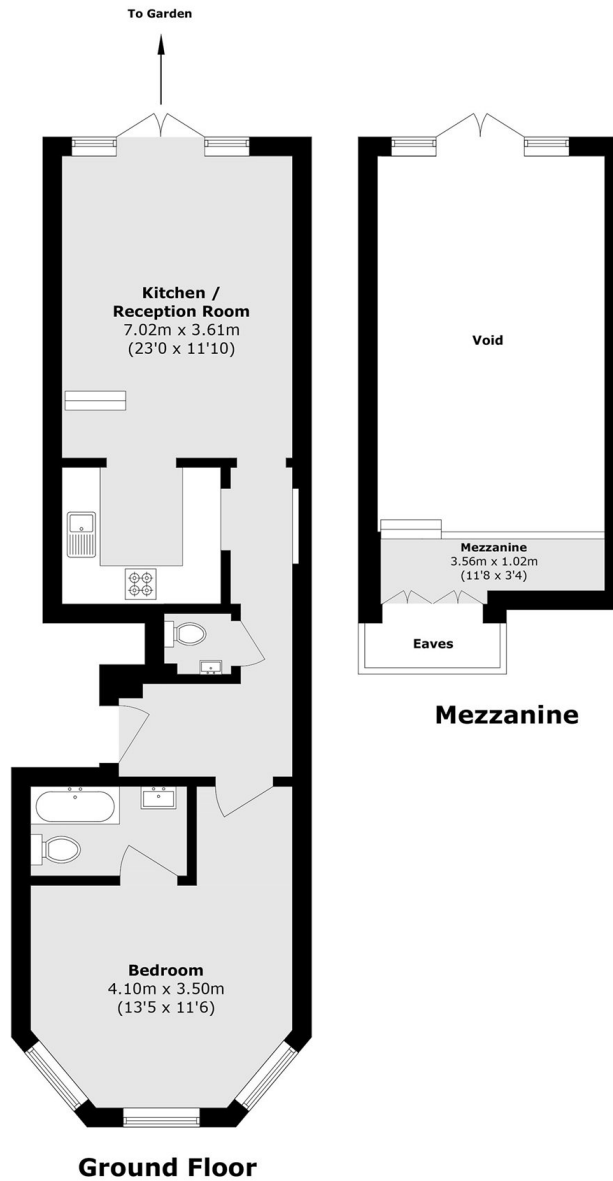 To Garden
Kitchen /
Reception Room
7.02m x 3.61m
(23'0 x 11'10)
Void
Mezzanine
3.56m x 1.02m
(11'8 x 3'4)
Eaves
Mezzanine
Bedroom
4.10m x 3.50m
(13'5 x 11'6)
Ground Floor